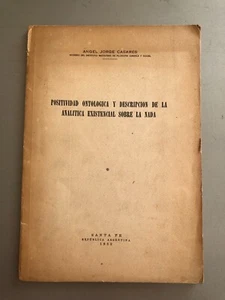 ANGEL JORGE CASARES
POSITIVIDAD ONTOLOGICA Y DESCRIPCION DE LA
ANALITICA EXISTENCIAL SOBRE LA NADA
SANTA FE
REPUBLICA ARGENTINA